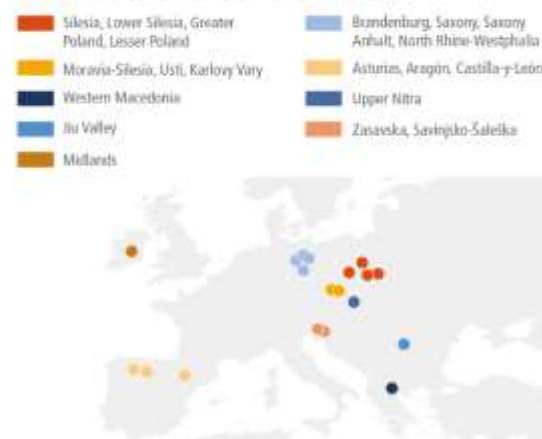 Silesia, Lower Silesia, Greater
Poland, Lesser Poland
Moravia-Silesia, Usti, Karlovy Vary
Western Macedonia
Jiu Valley
Midlands
Brandenburg, Saxony, Saxony
Anhalt, North Rhine-Westphalia
Asturias, Aragón, Castilla-y-León
Upper Nitra
Zasavska, Savinjsko-Šaleška